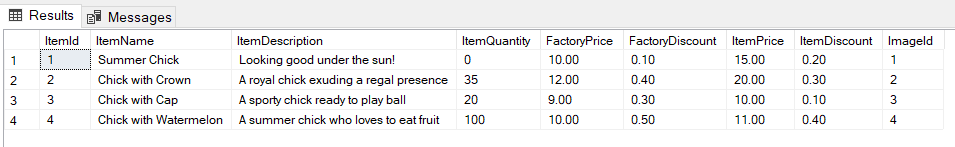 Results Messages
ItemId ItemName ItemDescription ItemQuantity FactoryPrice FactoryDiscount ItemPrice ItemDiscount ImageId
1 1 Summer Chick Looking good under the sun! 0 10.00 0.10 15.00 0.20 1
2 2 Chick with Crown A royal chick exuding a regal presence 35 12.00 0.40 20.00 0.30 2
3 3 Chick with Cap A sporty chick ready to play ball 20 9.00 0.30 10.00 0.10 3
4 4 Chick with Watermelon A summer chick who loves to eat fruit 100 10.00 0.50 11.00 0.40 4